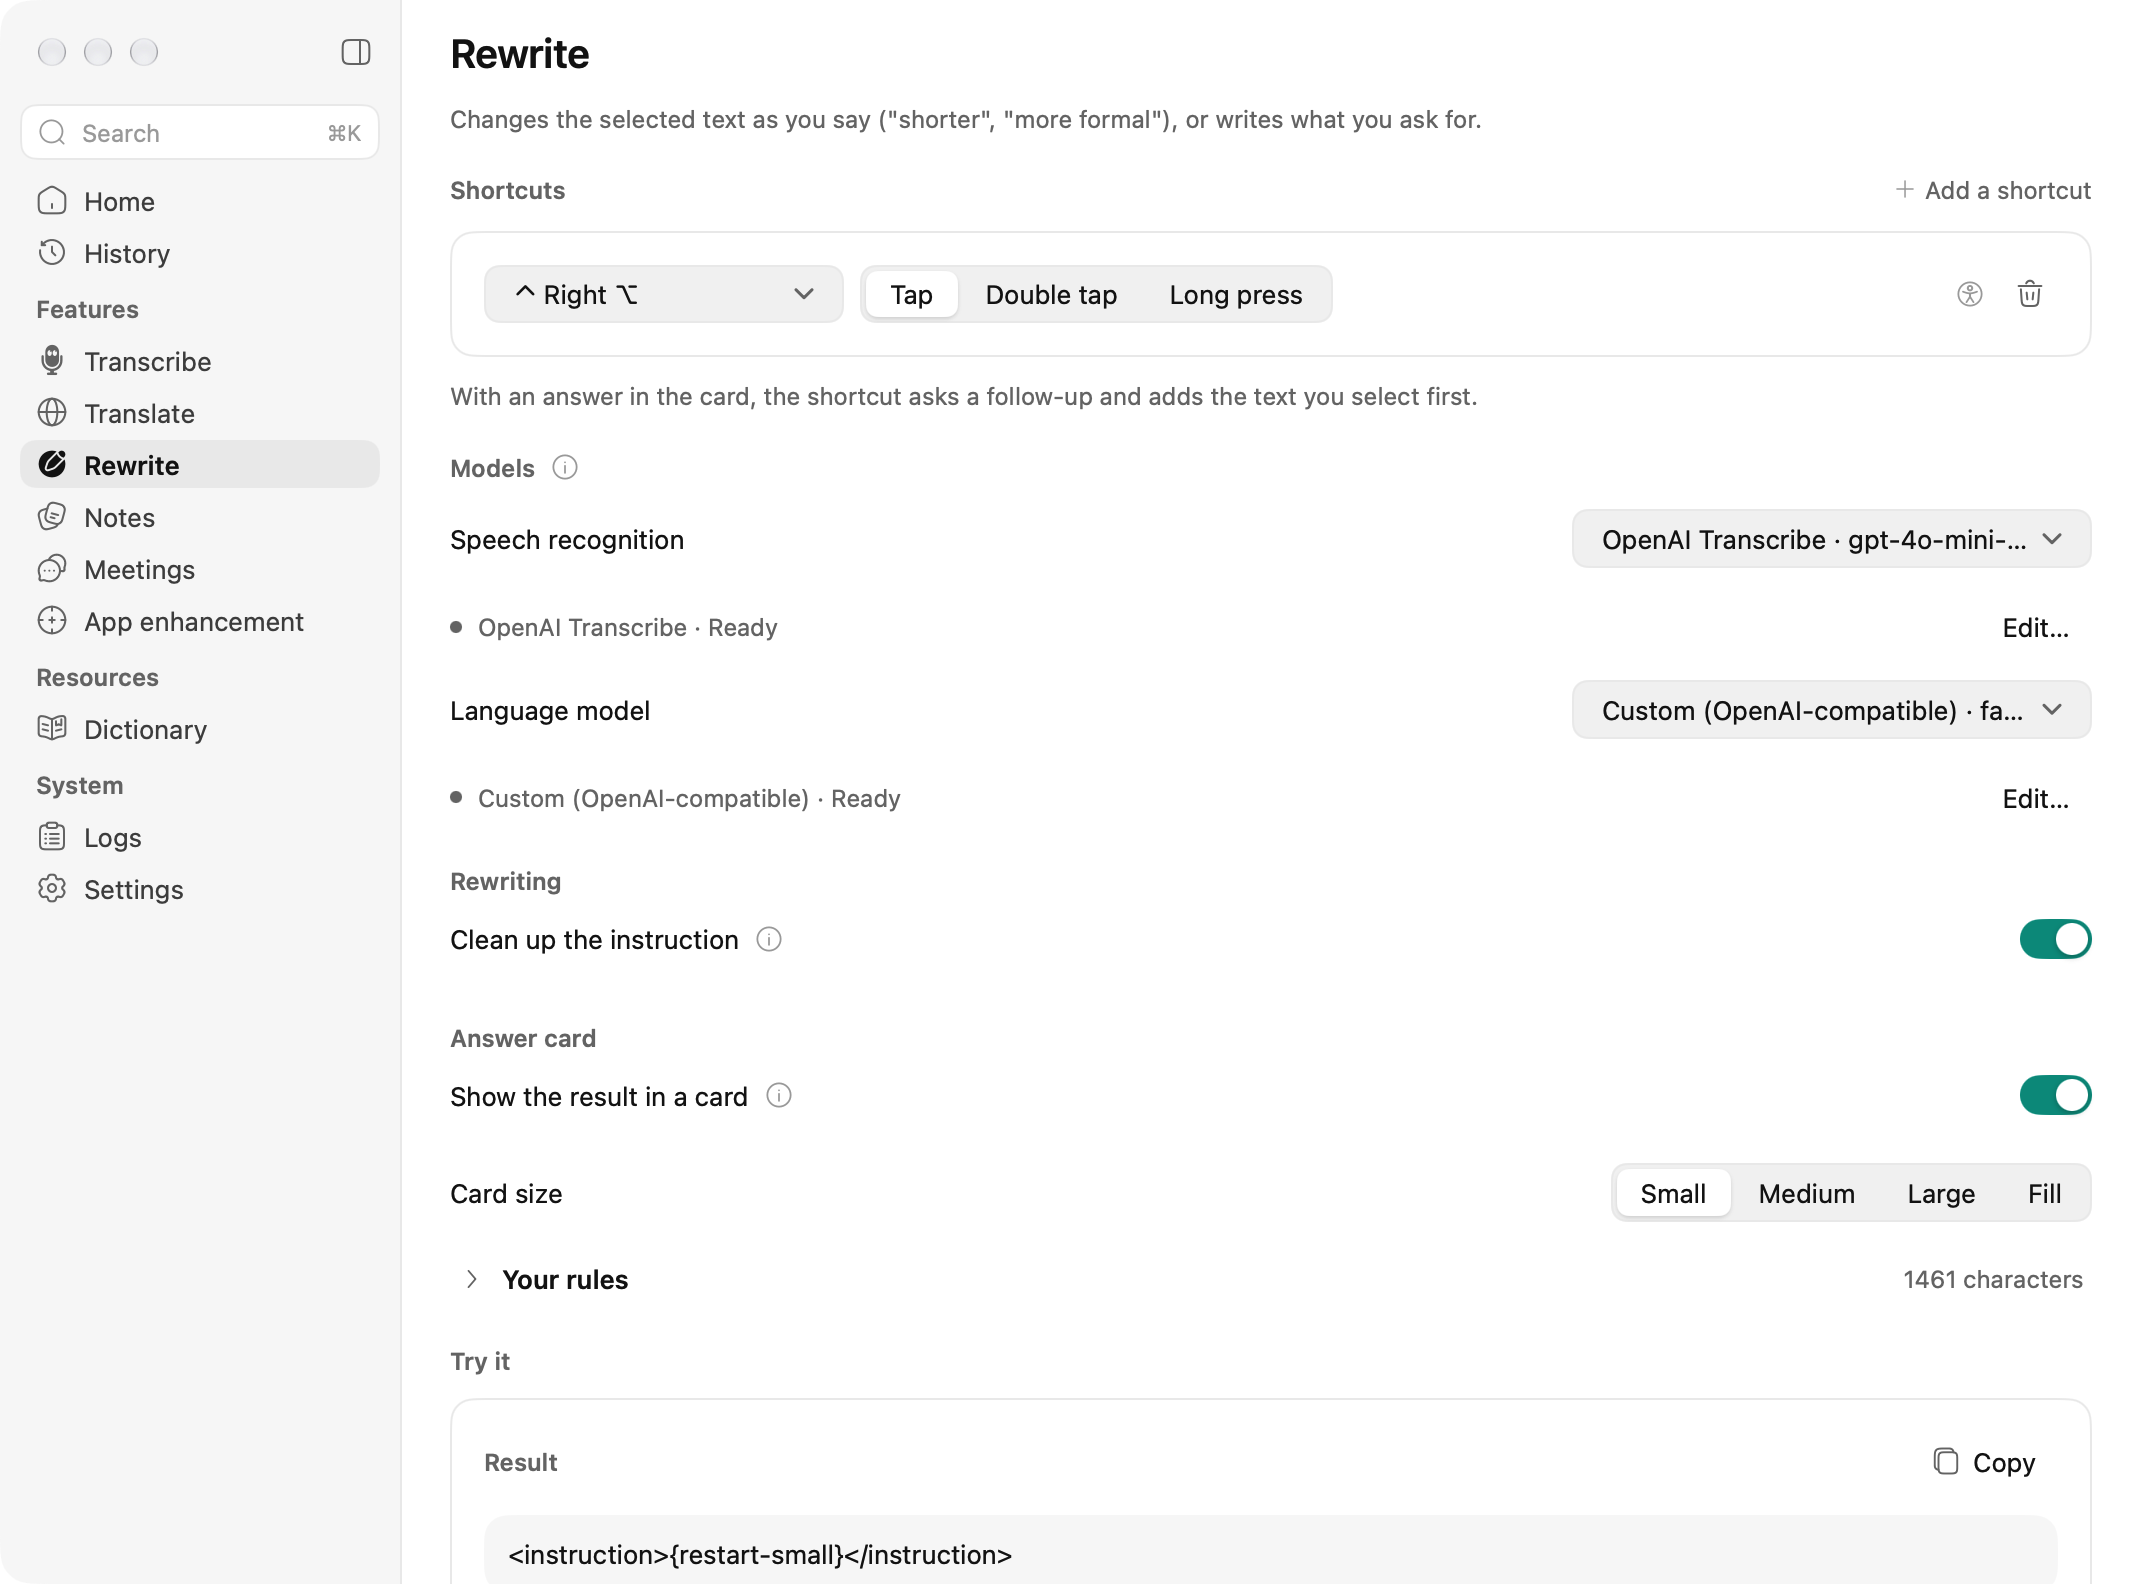 Search ⌘K
Home
History
Features
Transcribe
Translate
Rewrite
Notes
Meetings
App enhancement
Resources
Dictionary
System
Logs
Settings
Rewrite
Changes the selected text as you say ("shorter", "more formal"), or writes what you ask for.
Shortcuts + Add a shortcut
^ Right ⌥ Tap Double tap Long press
With an answer in the card, the shortcut asks a follow-up and adds the text you select first.
Models
Speech recognition OpenAI Transcribe · gpt-4o-mini-...
OpenAI Transcribe · Ready Edit...
Language model Custom (OpenAI-compatible) · fa...
Custom (OpenAI-compatible) · Ready Edit...
Rewriting
Clean up the instruction
Answer card
Show the result in a card
Card size Small Medium Large Fill
Your rules 1461 characters
Try it
Result Copy
<instruction>{restart-small}</instruction>